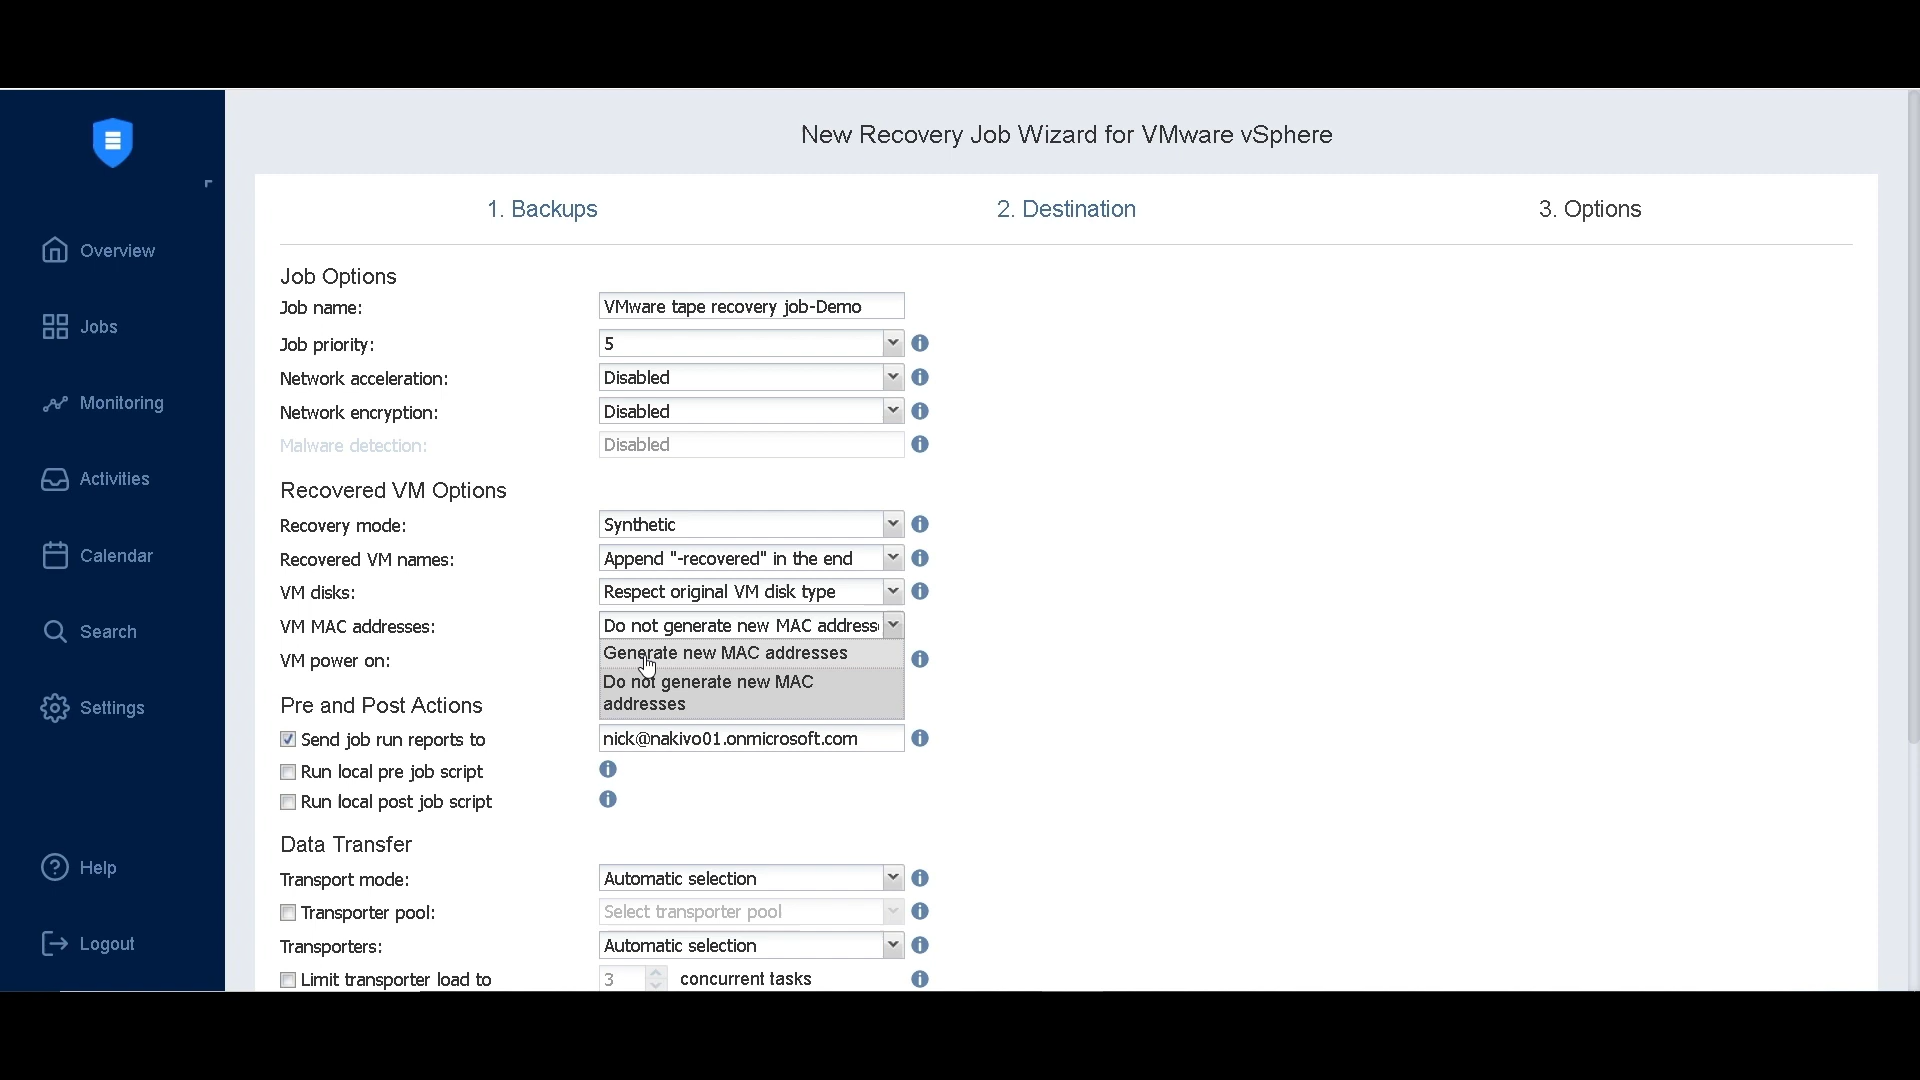 New Recovery Job Wizard for VMware vSphere
1. Backups
2. Destination
3. Options
Overview
Jobs
Monitoring
Activities
Calendar
Search
Settings
Help
Logout
Job Options
Job name: VMware tape recovery job-Demo
Job priority: 5
Network acceleration: Disabled
Network encryption: Disabled
Malware detection: Disabled
Recovered VM Options
Recovery mode: Synthetic
Recovered VM names: Append "-recovered" in the end
VM disks: Respect original VM disk type
VM MAC addresses: Do not generate new MAC
Generate new MAC addresses
Do not generate new MAC
addresses
VM power on:
Pre and Post Actions
Send job run reports to nick@nakivo01.onmicrosoft.com
Run local pre job script
Run local post job script
Data Transfer
Transport mode: Automatic selection
Transporter pool: Select transporter pool
Transporters: Automatic selection
Limit transporter load to 3 concurrent tasks